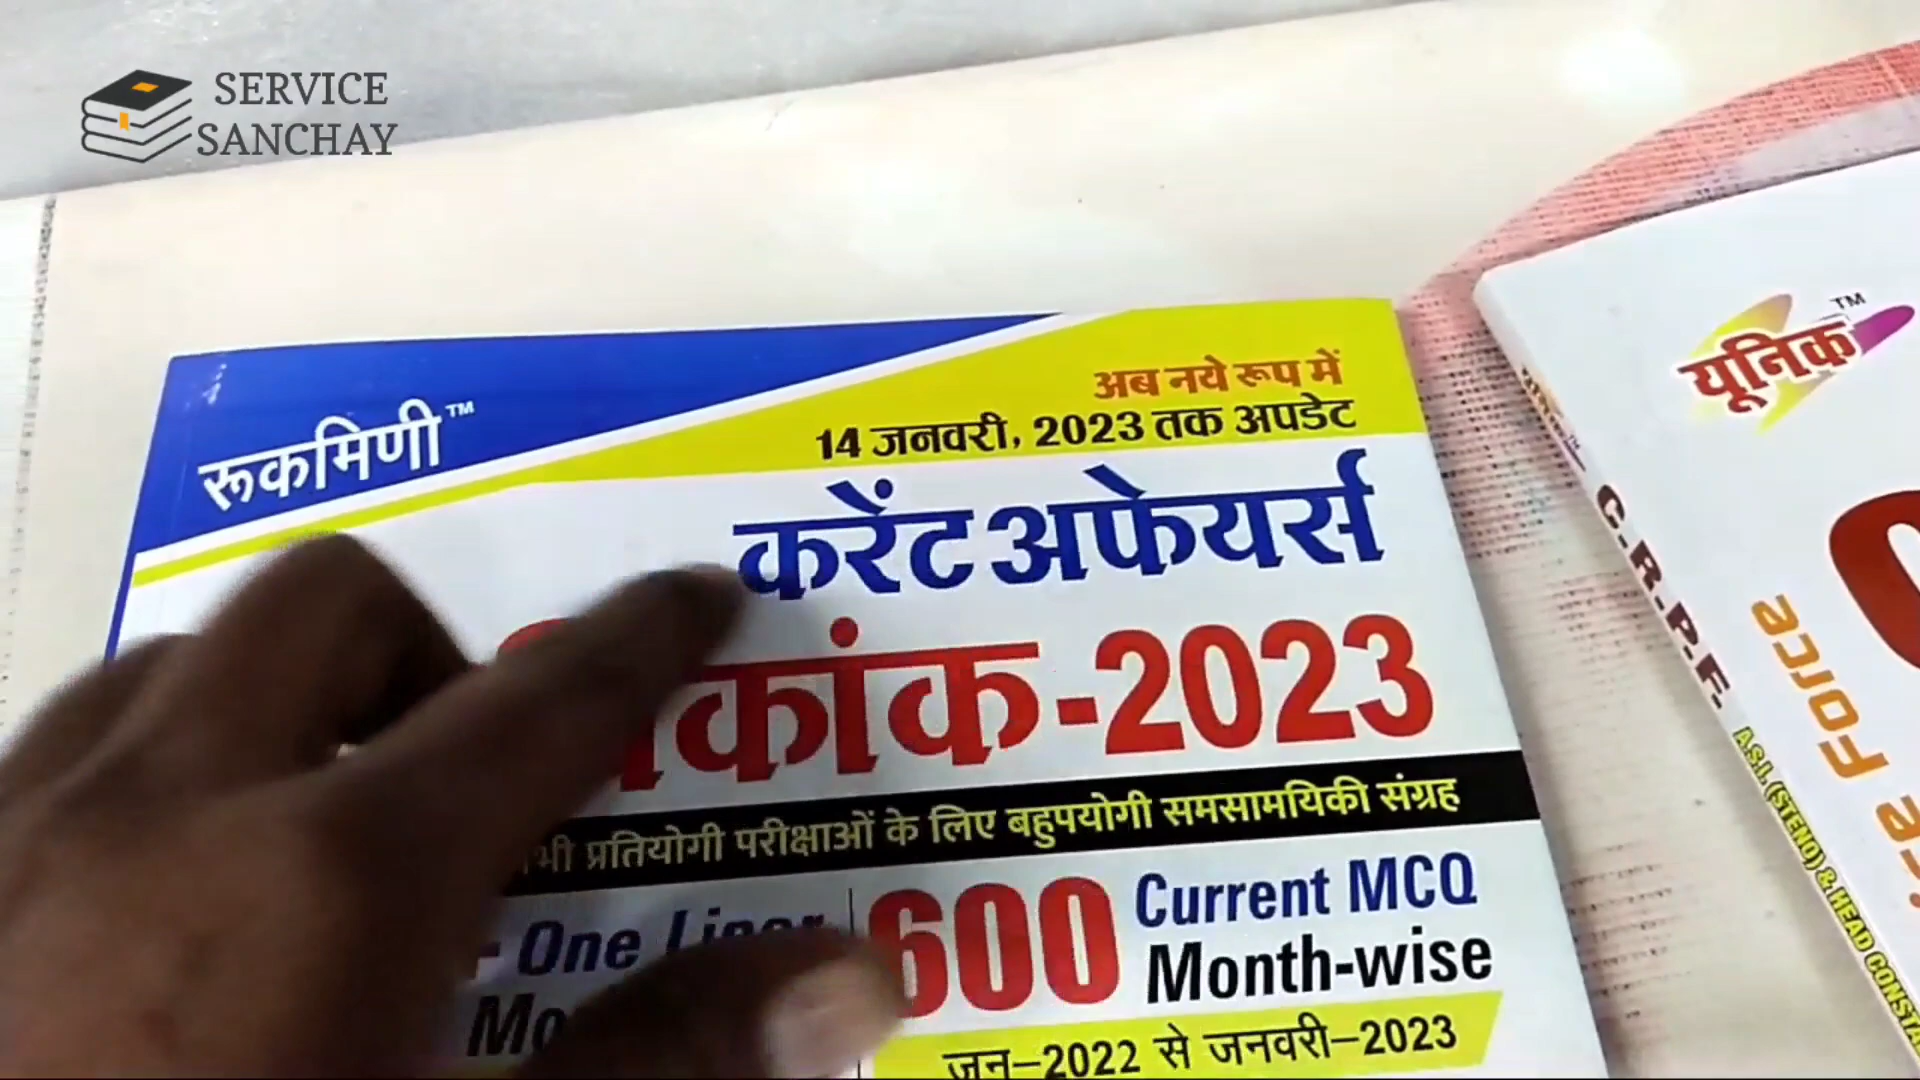 SERVICE
SANCHAY
रूकमिणी™
अब नये रूप में
14 जनवरी, 2023 तक अपडेट
करेंट अफेयर्स
-2023
प्रतियोगी परीक्षाओं के लिए बहुपयोगी समसामयिकी संग्रह
- One Liner
600 Current MCQ
Month-wise
जून–2022 से जनवरी–2023
यूनिक™
C.R.P.F.
A.S.I. (STENO) & HEAD
Force